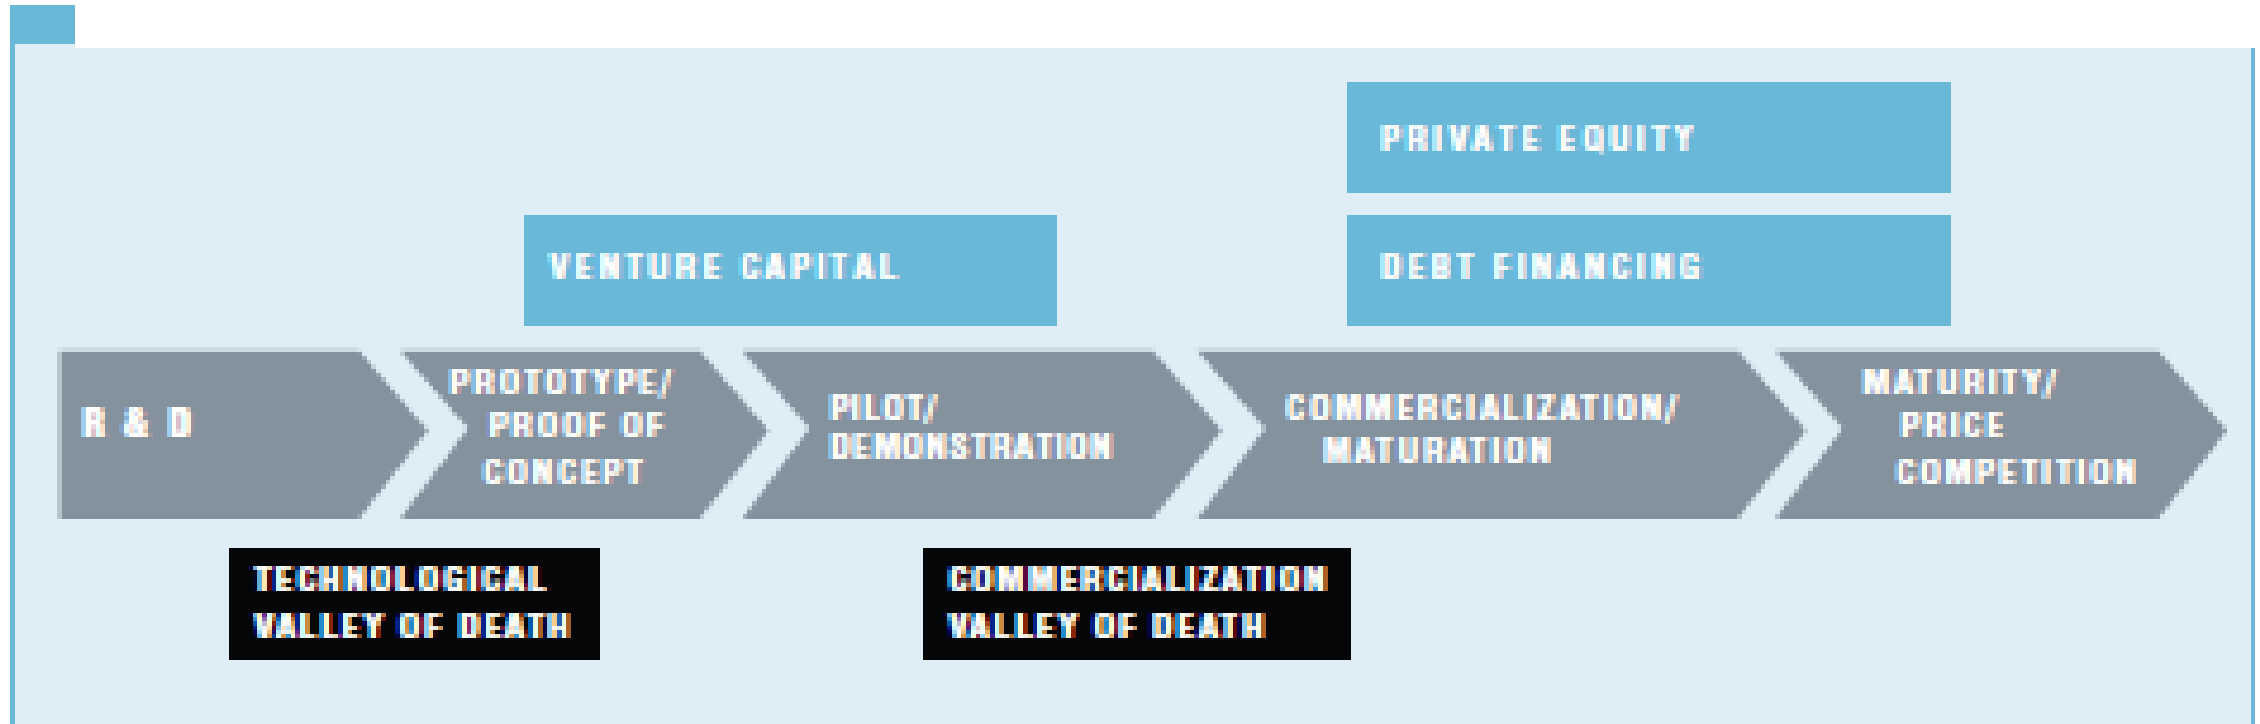 PRIVATE EQUITY
VENTURE CAPITAL
DEBT FINANCING
R & D
PROTOTYPE/
PROOF OF
CONCEPT
PILOT/
DEMONSTRATION
COMMERCIALIZATION/
MATURATION
MATURITY/
PRICE
COMPETITION
TECHNOLOGICAL
VALLEY OF DEATH
COMMERCIALIZATION
VALLEY OF DEATH